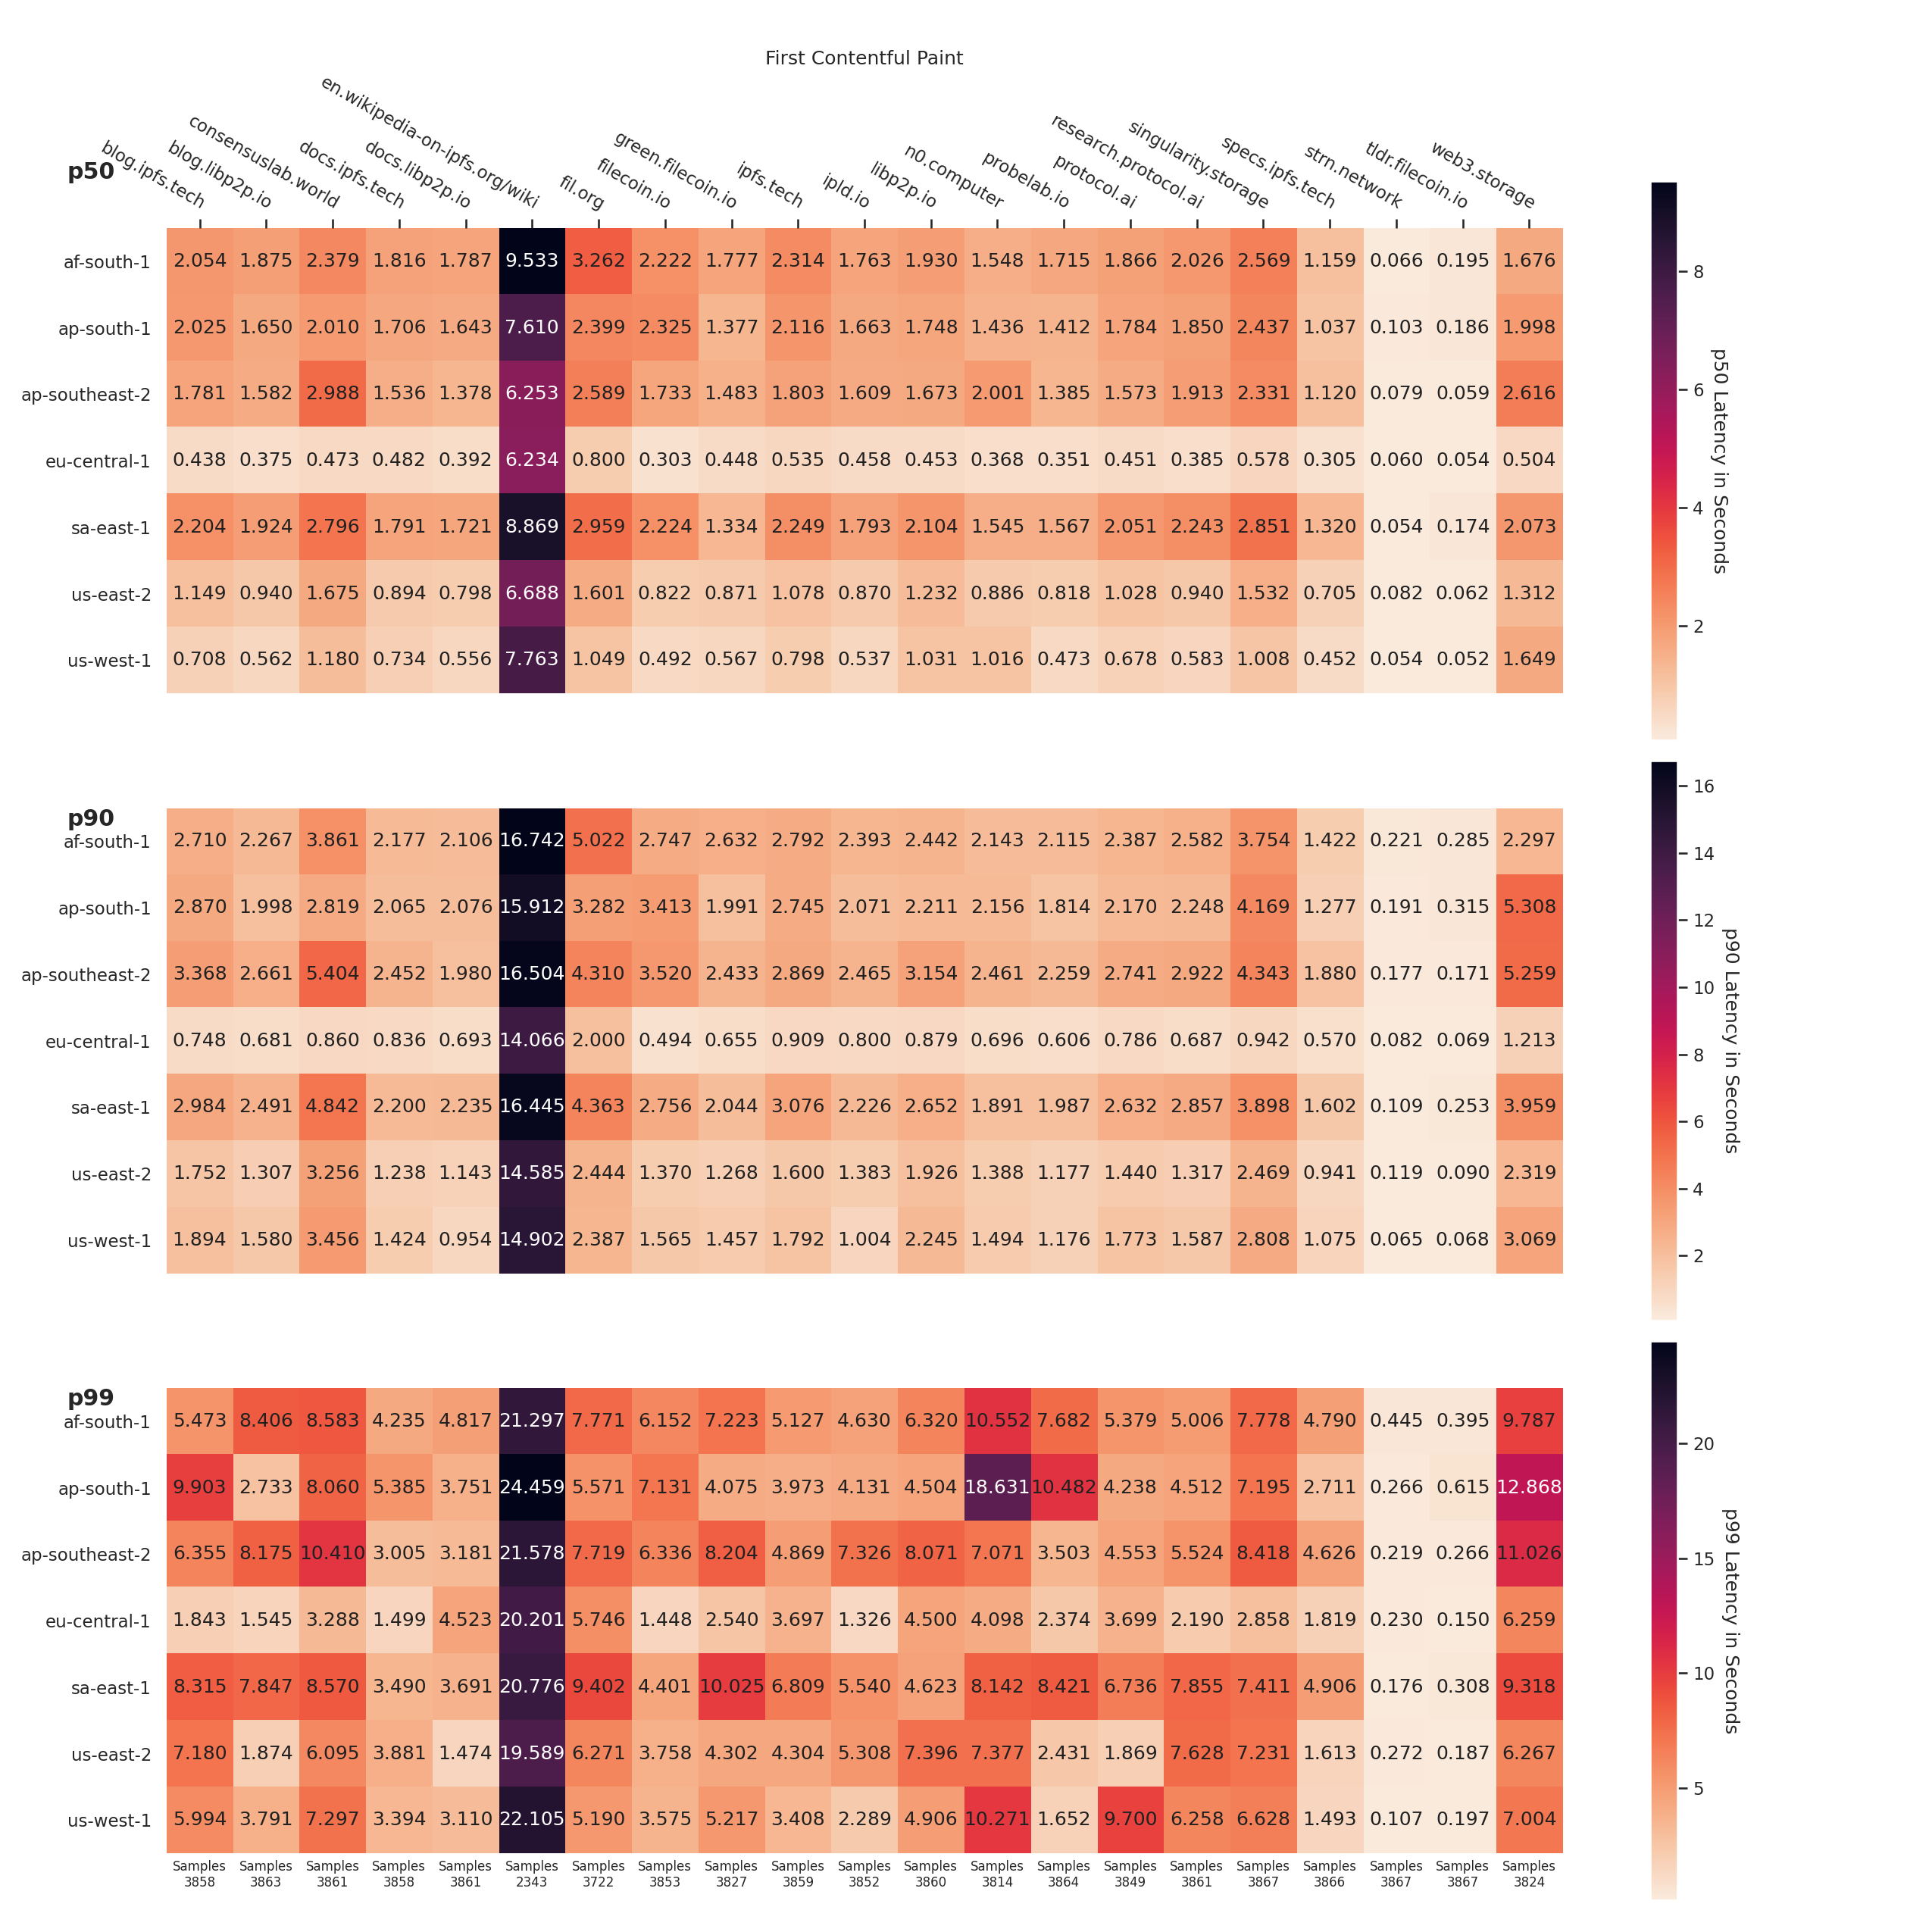 First Contentful Paint
p50
blog.ipfs.tech
blog.libp2p.io
consensuslab.world
docs.ipfs.tech
docs.libp2p.io
en.wikipedia-on-ipfs.org/wiki
fil.org
filecoin.io
green.filecoin.io
ipfs.tech
ipld.io
libp2p.io
n0.computer
probelab.io
protocol.ai
research.protocol.ai
singularity.storage
specs.ipfs.tech
strn.network
tldr.filecoin.io
web3.storage
af-south-1 2.054 1.875 2.379 1.816 1.787 9.533 3.262 2.222 1.777 2.314 1.763 1.930 1.548 1.715 1.866 2.026 2.569 1.159 0.066 0.195 1.676
ap-south-1 2.025 1.650 2.010 1.706 1.643 7.610 2.399 2.325 1.377 2.116 1.663 1.748 1.436 1.412 1.784 1.850 2.437 1.037 0.103 0.186 1.998
ap-southeast-2 1.781 1.582 2.988 1.536 1.378 6.253 2.589 1.733 1.483 1.803 1.609 1.673 2.001 1.385 1.573 1.913 2.331 1.120 0.079 0.059 2.616
eu-central-1 0.438 0.375 0.473 0.482 0.392 6.234 0.800 0.303 0.448 0.535 0.458 0.453 0.368 0.351 0.451 0.385 0.578 0.305 0.060 0.054 0.504
sa-east-1 2.204 1.924 2.796 1.791 1.721 8.869 2.959 2.224 1.334 2.249 1.793 2.104 1.545 1.567 2.051 2.243 2.851 1.320 0.054 0.174 2.073
us-east-2 1.149 0.940 1.675 0.894 0.798 6.688 1.601 0.822 0.871 1.078 0.870 1.232 0.886 0.818 1.028 0.940 1.532 0.705 0.082 0.062 1.312
us-west-1 0.708 0.562 1.180 0.734 0.556 7.763 1.049 0.492 0.567 0.798 0.537 1.031 1.016 0.473 0.678 0.583 1.008 0.452 0.054 0.052 1.649
8
6
4
2
p50 Latency in Seconds
p90
af-south-1 2.710 2.267 3.861 2.177 2.106 16.742 5.022 2.747 2.632 2.792 2.393 2.442 2.143 2.115 2.387 2.582 3.754 1.422 0.221 0.285 2.297
ap-south-1 2.870 1.998 2.819 2.065 2.076 15.912 3.282 3.413 1.991 2.745 2.071 2.211 2.156 1.814 2.170 2.248 4.169 1.277 0.191 0.315 5.308
ap-southeast-2 3.368 2.661 5.404 2.452 1.980 16.504 4.310 3.520 2.433 2.869 2.465 3.154 2.461 2.259 2.741 2.922 4.343 1.880 0.177 0.171 5.259
eu-central-1 0.748 0.681 0.860 0.836 0.693 14.066 2.000 0.494 0.655 0.909 0.800 0.879 0.696 0.606 0.786 0.687 0.942 0.570 0.082 0.069 1.213
sa-east-1 2.984 2.491 4.842 2.200 2.235 16.445 4.363 2.756 2.044 3.076 2.226 2.652 1.891 1.987 2.632 2.857 3.898 1.602 0.109 0.253 3.959
us-east-2 1.752 1.307 3.256 1.238 1.143 14.585 2.444 1.370 1.268 1.600 1.383 1.926 1.388 1.177 1.440 1.317 2.469 0.941 0.119 0.090 2.319
us-west-1 1.894 1.580 3.456 1.424 0.954 14.902 2.387 1.565 1.457 1.792 1.004 2.245 1.494 1.176 1.773 1.587 2.808 1.075 0.065 0.068 3.069
16
14
12
10
8
6
4
2
p90 Latency in Seconds
p99
af-south-1 5.473 8.406 8.583 4.235 4.817 21.297 7.771 6.152 7.223 5.127 4.630 6.320 10.552 7.682 5.379 5.006 7.778 4.790 0.445 0.395 9.787
ap-south-1 9.903 2.733 8.060 5.385 3.751 24.459 5.571 7.131 4.075 3.973 4.131 4.504 18.631 10.482 4.238 4.512 7.195 2.711 0.266 0.615 12.868
ap-southeast-2 6.355 8.175 10.410 3.005 3.181 21.578 7.719 6.336 8.204 4.869 7.326 8.071 7.071 3.503 4.553 5.524 8.418 4.626 0.219 0.266 11.026
eu-central-1 1.843 1.545 3.288 1.499 4.523 20.201 5.746 1.448 2.540 3.697 1.326 4.500 4.098 2.374 3.699 2.190 2.858 1.819 0.230 0.150 6.259
sa-east-1 8.315 7.847 8.570 3.490 3.691 20.776 9.402 4.401 10.025 6.809 5.540 4.623 8.142 8.421 6.736 7.855 7.411 4.906 0.176 0.308 9.318
us-east-2 7.180 1.874 6.095 3.881 1.474 19.589 6.271 3.758 4.302 4.304 5.308 7.396 7.377 2.431 1.869 7.628 7.231 1.613 0.272 0.187 6.267
us-west-1 5.994 3.791 7.297 3.394 3.110 22.105 5.190 3.575 5.217 3.408 2.289 4.906 10.271 1.652 9.700 6.258 6.628 1.493 0.107 0.197 7.004
Samples Samples Samples Samples Samples Samples Samples Samples Samples Samples Samples Samples Samples Samples Samples Samples Samples Samples Samples Samples Samples
3858 3863 3861 3858 3861 2343 3722 3853 3827 3859 3852 3860 3814 3864 3849 3861 3867 3866 3867 3867 3824
20
15
10
5
p99 Latency in Seconds